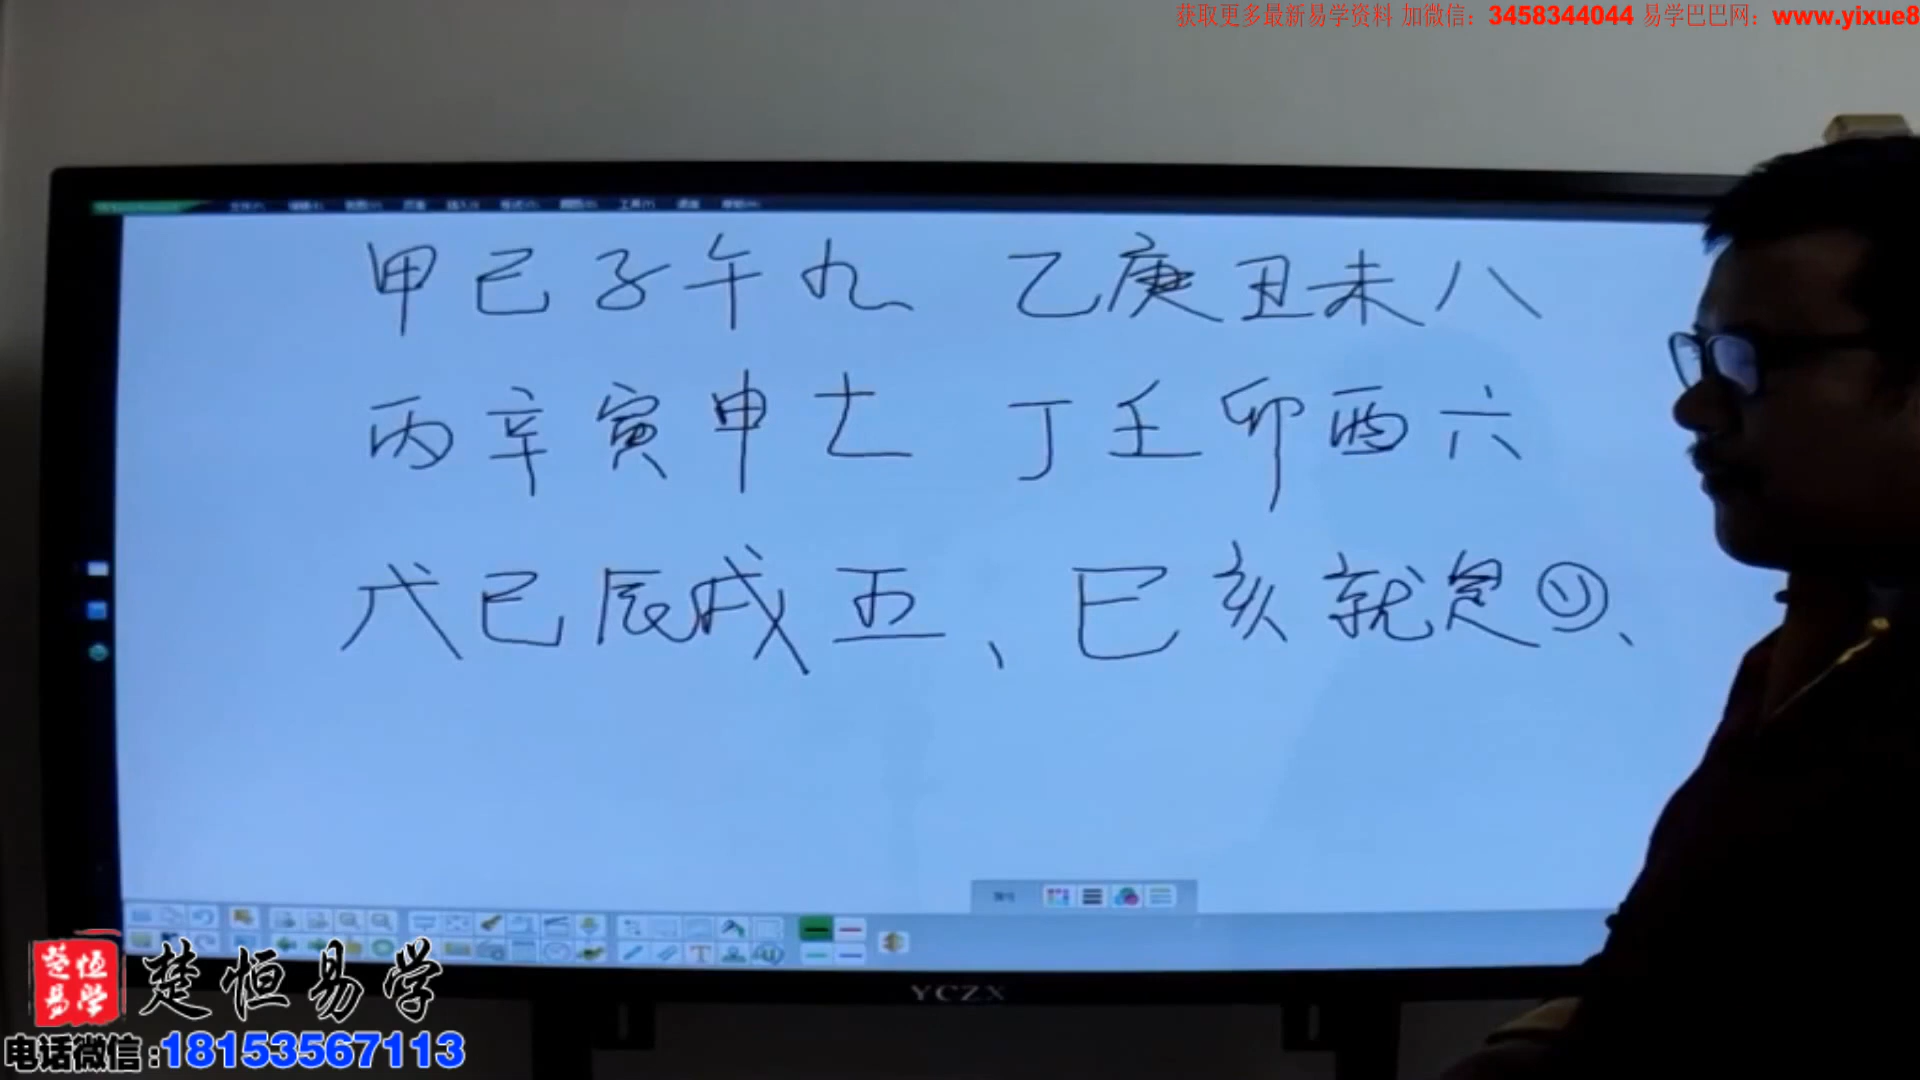 获取更多最新易学资料 加微信：3458344044 易学巴巴网：www.yixue8
甲己子午九 乙庚丑未八
丙辛寅申七 丁壬卯酉六
戊己辰戌五、巳亥就是④、
YCZX
楚恒易学
楚恒易学
电话微信：18153567113